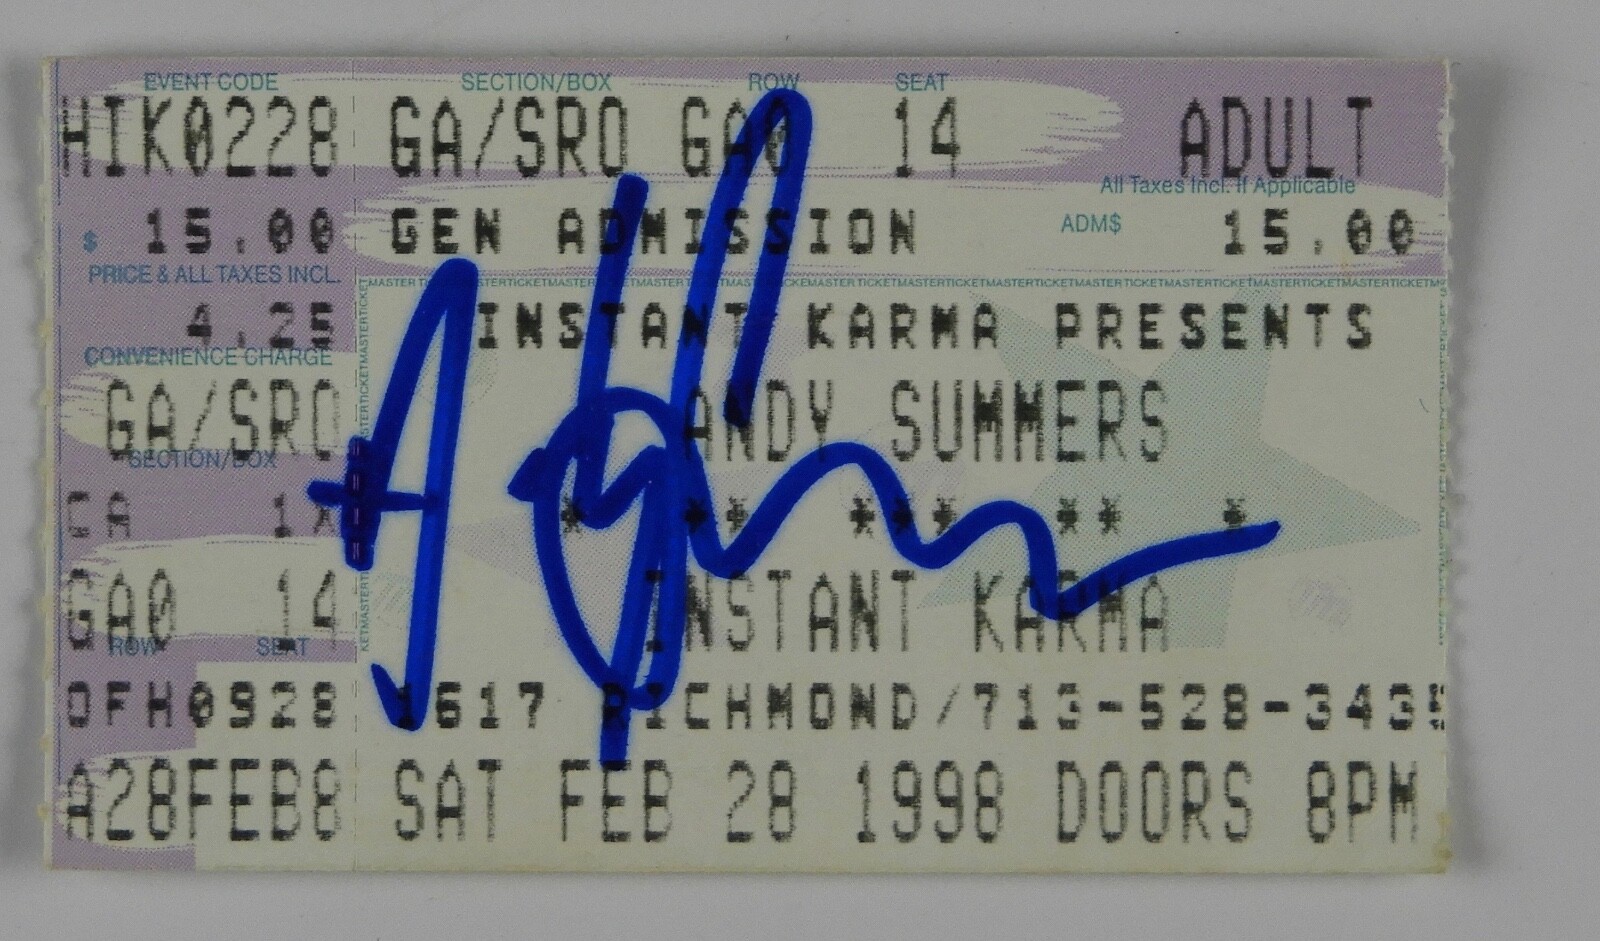 EVENT CODE SECTION/BOX ROW SEAT
HIK0228 GA/SRO GA0 14 ADULT
All Taxes Incl. If Applicable
$ 15.00 GEN ADMISSION ADM$ 15.00
PRICE & ALL TAXES INCL.
4.25 INSTANT KARMA PRESENTS
CONVENIENCE CHARGE
GA/SRO ANDY SUMMERS
SECTION/BOX
GA 1X * ** *** ** *
GA0 14 INSTANT KARMA
ROW SEAT
OFH0928 1617 RICHMOND/713-528-3435
A28FEB8 SAT FEB 28 1998 DOORS 8PM